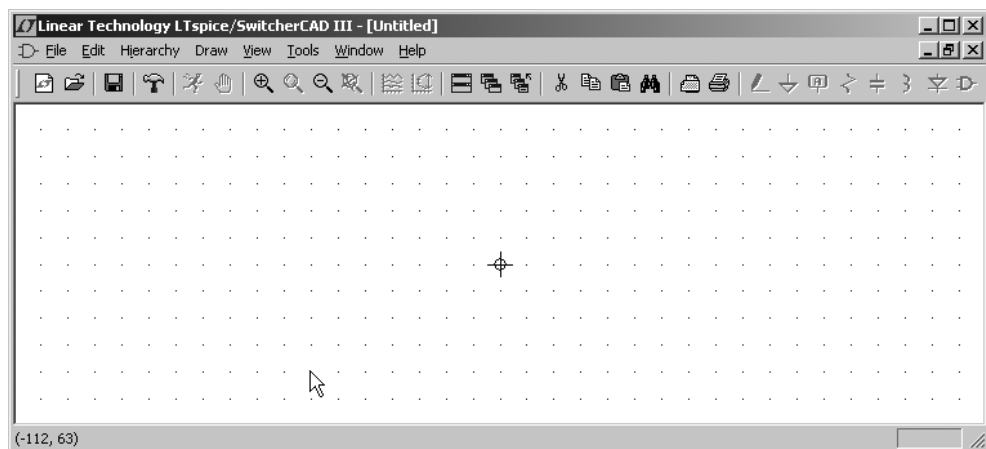 Linear Technology LTspice/SwitcherCAD III - [Untitled]
File Edit Hierarchy Draw View Tools Window Help
(-112, 63)